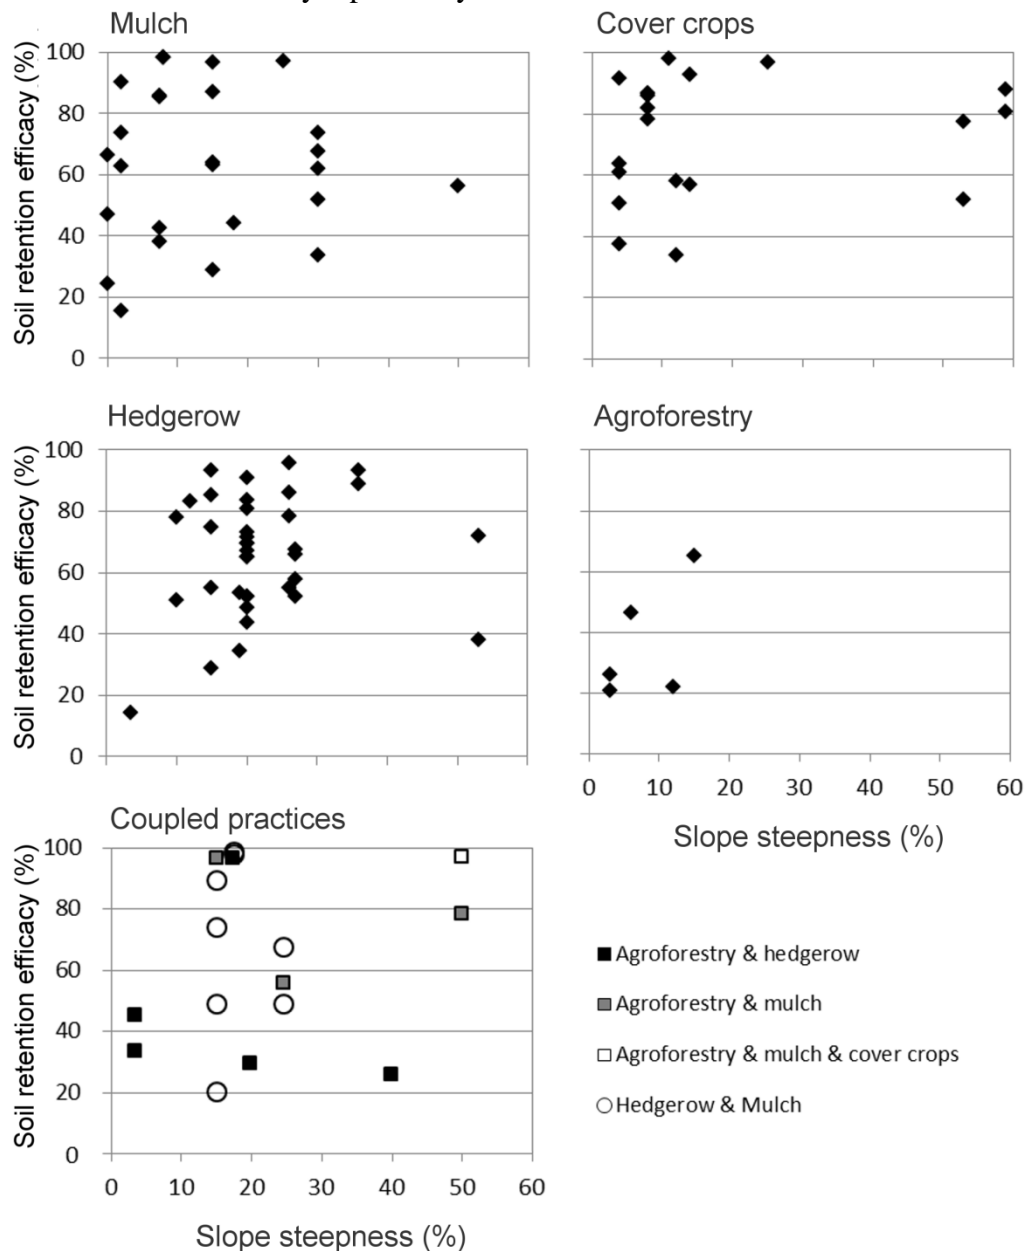 Mulch
Cover crops
Soil retention efficacy (%)
100
80
60
40
20
0
Hedgerow
Agroforestry
Soil retention efficacy (%)
100
80
60
40
20
0
0 10 20 30 40 50 60
Slope steepness (%)
Coupled practices
Soil retention efficacy (%)
100
80
60
40
20
0
0 10 20 30 40 50 60
Slope steepness (%)
Agroforestry & hedgerow
Agroforestry & mulch
Agroforestry & mulch & cover crops
Hedgerow & Mulch